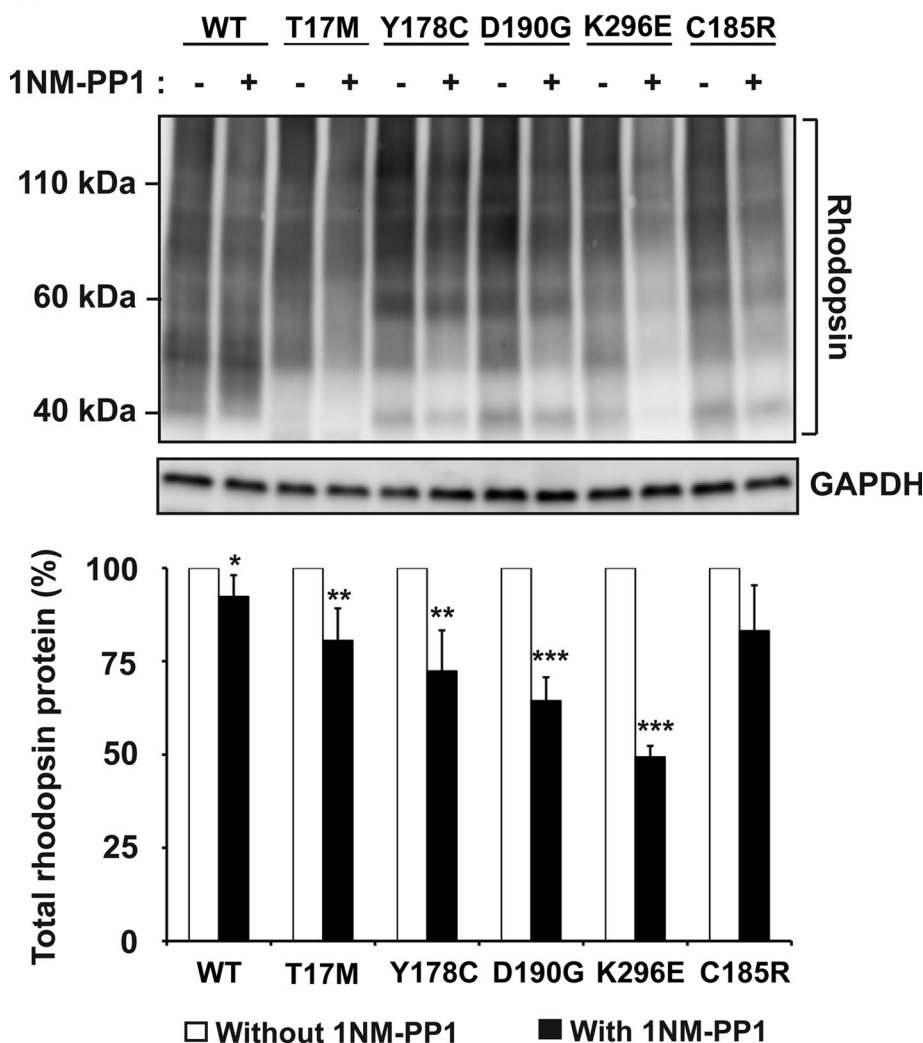 WT T17M Y178C D190G K296E C185R
1NM-PP1 : - + - + - + - + - + - +
110 kDa
60 kDa
40 kDa
Rhodopsin
GAPDH
Total rhodopsin protein (%)
100
75
50
25
0
* ** ** *** ***
WT T17M Y178C D190G K296E C185R
Without 1NM-PP1 With 1NM-PP1